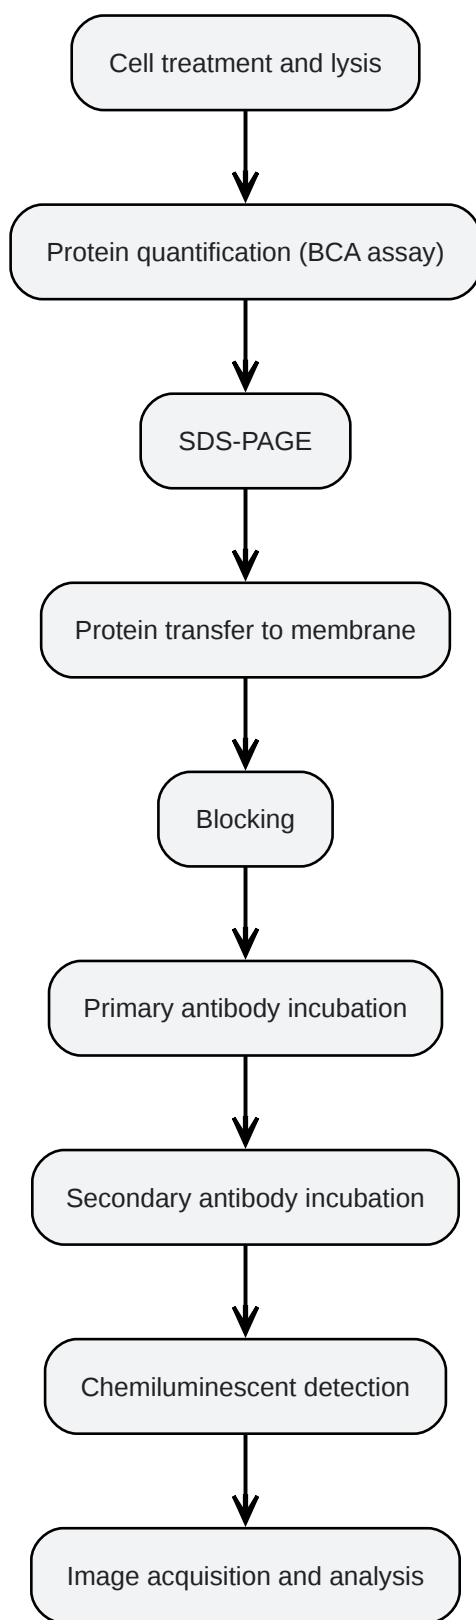 Cell treatment and lysis
Protein quantification (BCA assay)
SDS-PAGE
Protein transfer to membrane
Blocking
Primary antibody incubation
Secondary antibody incubation
Chemiluminescent detection
Image acquisition and analysis